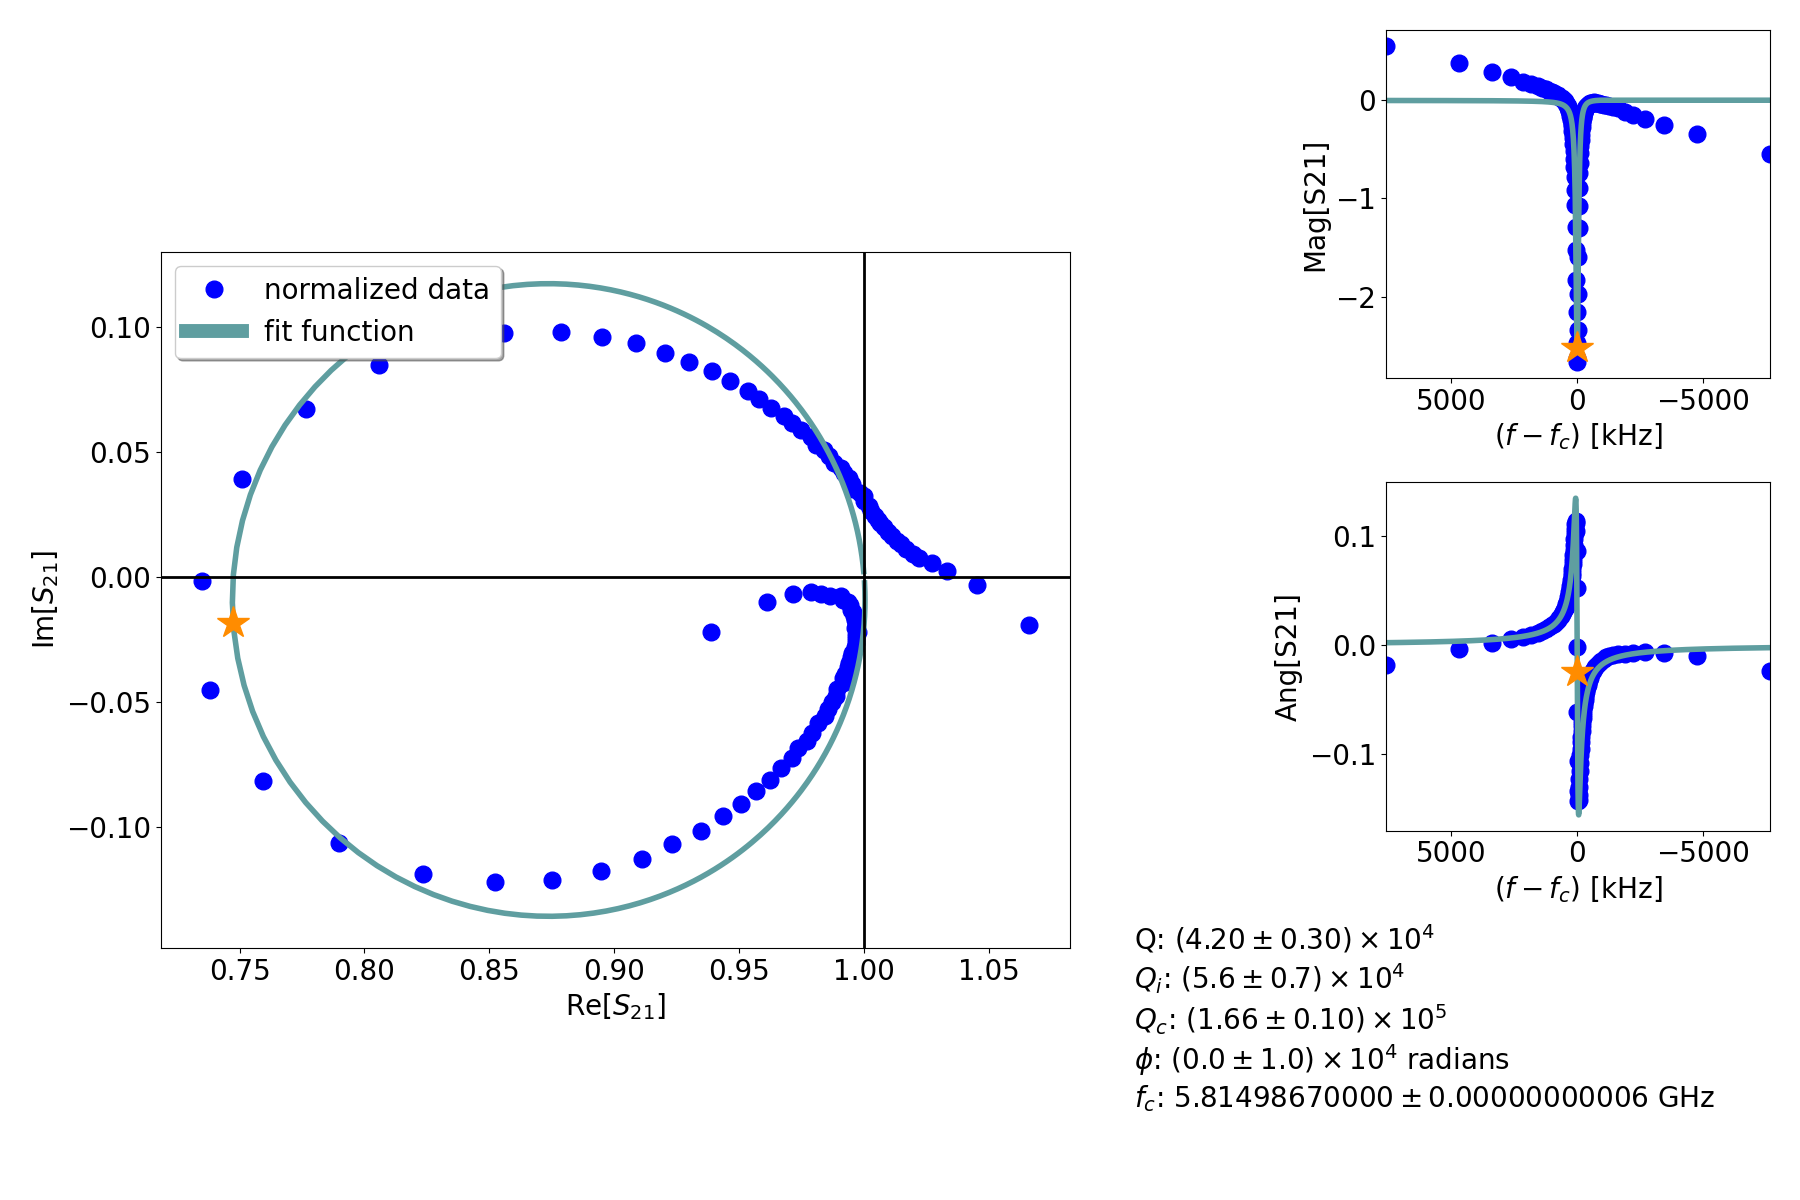 normalized data
fit function
0.10
0.05
0.00
−0.05
−0.10
Im[S21]
0.75
0.80
0.85
0.90
0.95
1.00
1.05
Re[S21]
0
−1
−2
Mag[S21]
5000
0
−5000
(f − fc) [kHz]
0.1
0.0
−0.1
Ang[S21]
5000
0
−5000
(f − fc) [kHz]
Q: (4.20 ± 0.30) × 10^4
Qi: (5.6 ± 0.7) × 10^4
Qc: (1.66 ± 0.10) × 10^5
ϕ: (0.0 ± 1.0) × 10^4 radians
fc: 5.81498670000 ± 0.00000000006 GHz